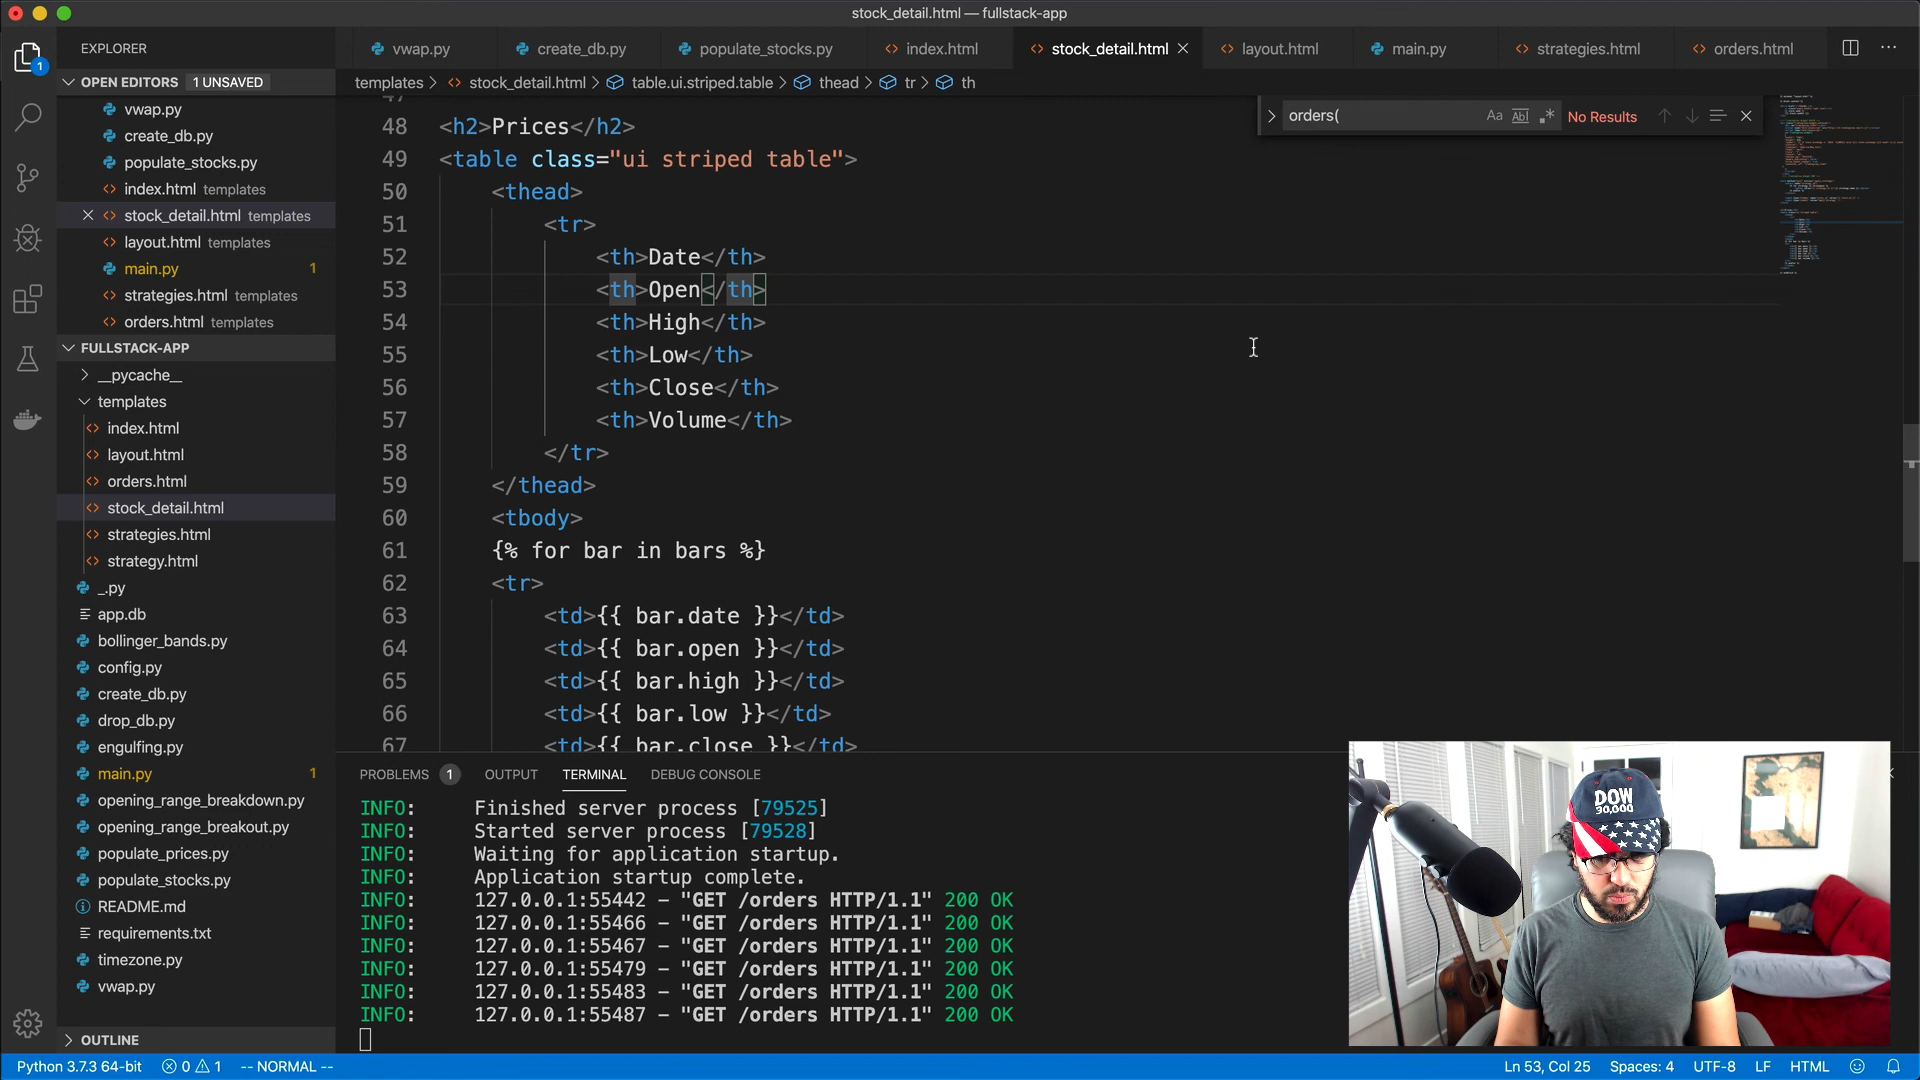 stock_detail.html — fullstack-app
EXPLORER
vwap.py
create_db.py
populate_stocks.py
index.html
stock_detail.html
layout.html
main.py
strategies.html
orders.html
1
OPEN EDITORS 1 UNSAVED
vwap.py
create_db.py
populate_stocks.py
index.html templates
stock_detail.html templates
layout.html templates
main.py 1
strategies.html templates
orders.html templates
FULLSTACK-APP
__pycache__
templates
index.html
layout.html
orders.html
stock_detail.html
strategies.html
strategy.html
_.py
app.db
bollinger_bands.py
config.py
create_db.py
drop_db.py
engulfing.py
main.py 1
opening_range_breakdown.py
opening_range_breakout.py
populate_prices.py
populate_stocks.py
README.md
requirements.txt
timezone.py
vwap.py
OUTLINE
templates > stock_detail.html > table.ui.striped.table > thead > tr > th
orders( Aa Abl .* No Results
47
48 <h2>Prices</h2>
49 <table class="ui striped table">
50 <thead>
51 <tr>
52 <th>Date</th>
53 <th>Open</th>
54 <th>High</th>
55 <th>Low</th>
56 <th>Close</th>
57 <th>Volume</th>
58 </tr>
59 </thead>
60 <tbody>
61 {% for bar in bars %}
62 <tr>
63 <td>{{ bar.date }}</td>
64 <td>{{ bar.open }}</td>
65 <td>{{ bar.high }}</td>
66 <td>{{ bar.low }}</td>
67 <td>{{ bar.close }}</td>
PROBLEMS 1 OUTPUT TERMINAL DEBUG CONSOLE
INFO: Finished server process [79525]
INFO: Started server process [79528]
INFO: Waiting for application startup.
INFO: Application startup complete.
INFO: 127.0.0.1:55442 - "GET /orders HTTP/1.1" 200 OK
INFO: 127.0.0.1:55466 - "GET /orders HTTP/1.1" 200 OK
INFO: 127.0.0.1:55467 - "GET /orders HTTP/1.1" 200 OK
INFO: 127.0.0.1:55479 - "GET /orders HTTP/1.1" 200 OK
INFO: 127.0.0.1:55483 - "GET /orders HTTP/1.1" 200 OK
INFO: 127.0.0.1:55487 - "GET /orders HTTP/1.1" 200 OK
DOW
30,000
Python 3.7.3 64-bit 0 1 -- NORMAL -- Ln 53, Col 25 Spaces: 4 UTF-8 LF HTML